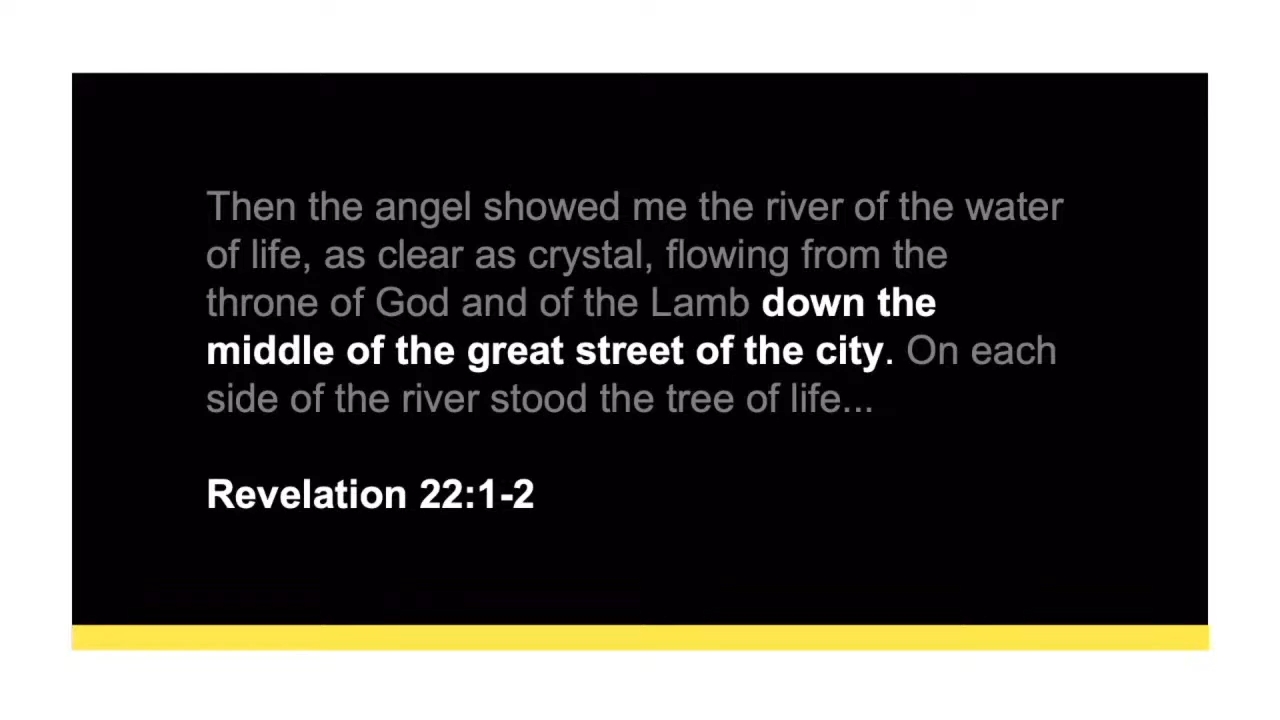 Then the angel showed me the river of the water
of life, as clear as crystal, flowing from the
throne of God and of the Lamb down the
middle of the great street of the city. On each
side of the river stood the tree of life...
Revelation 22:1-2